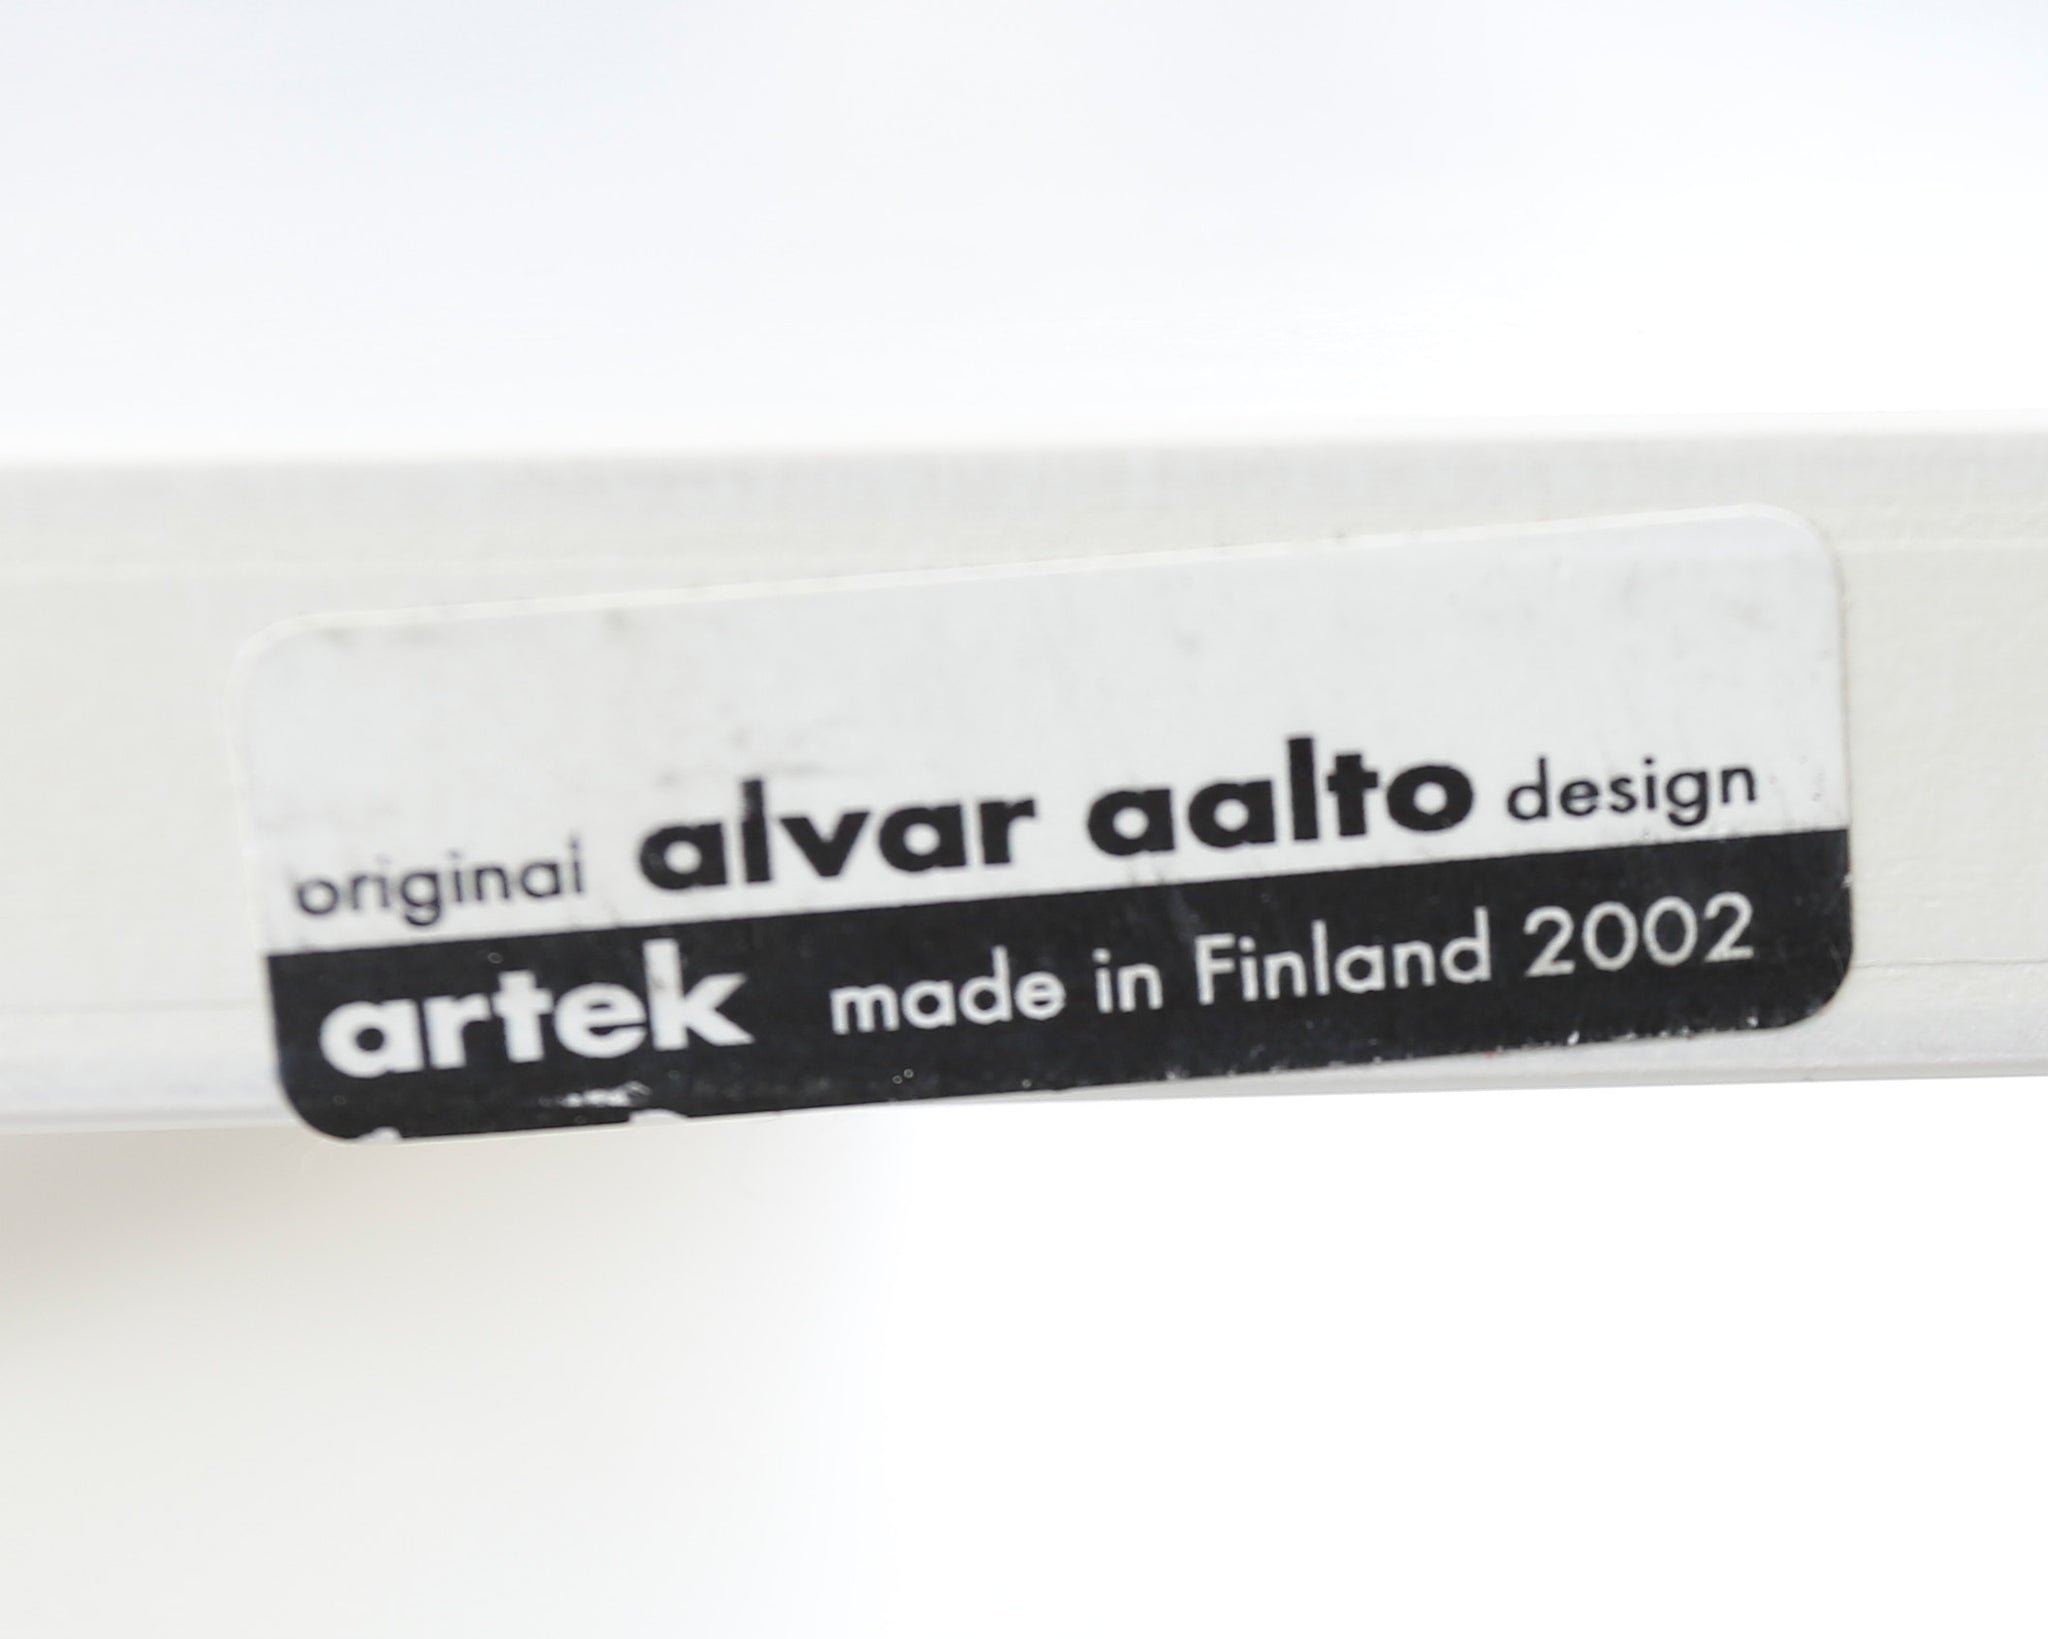 original alvar aalto design
artek made in Finland 2002